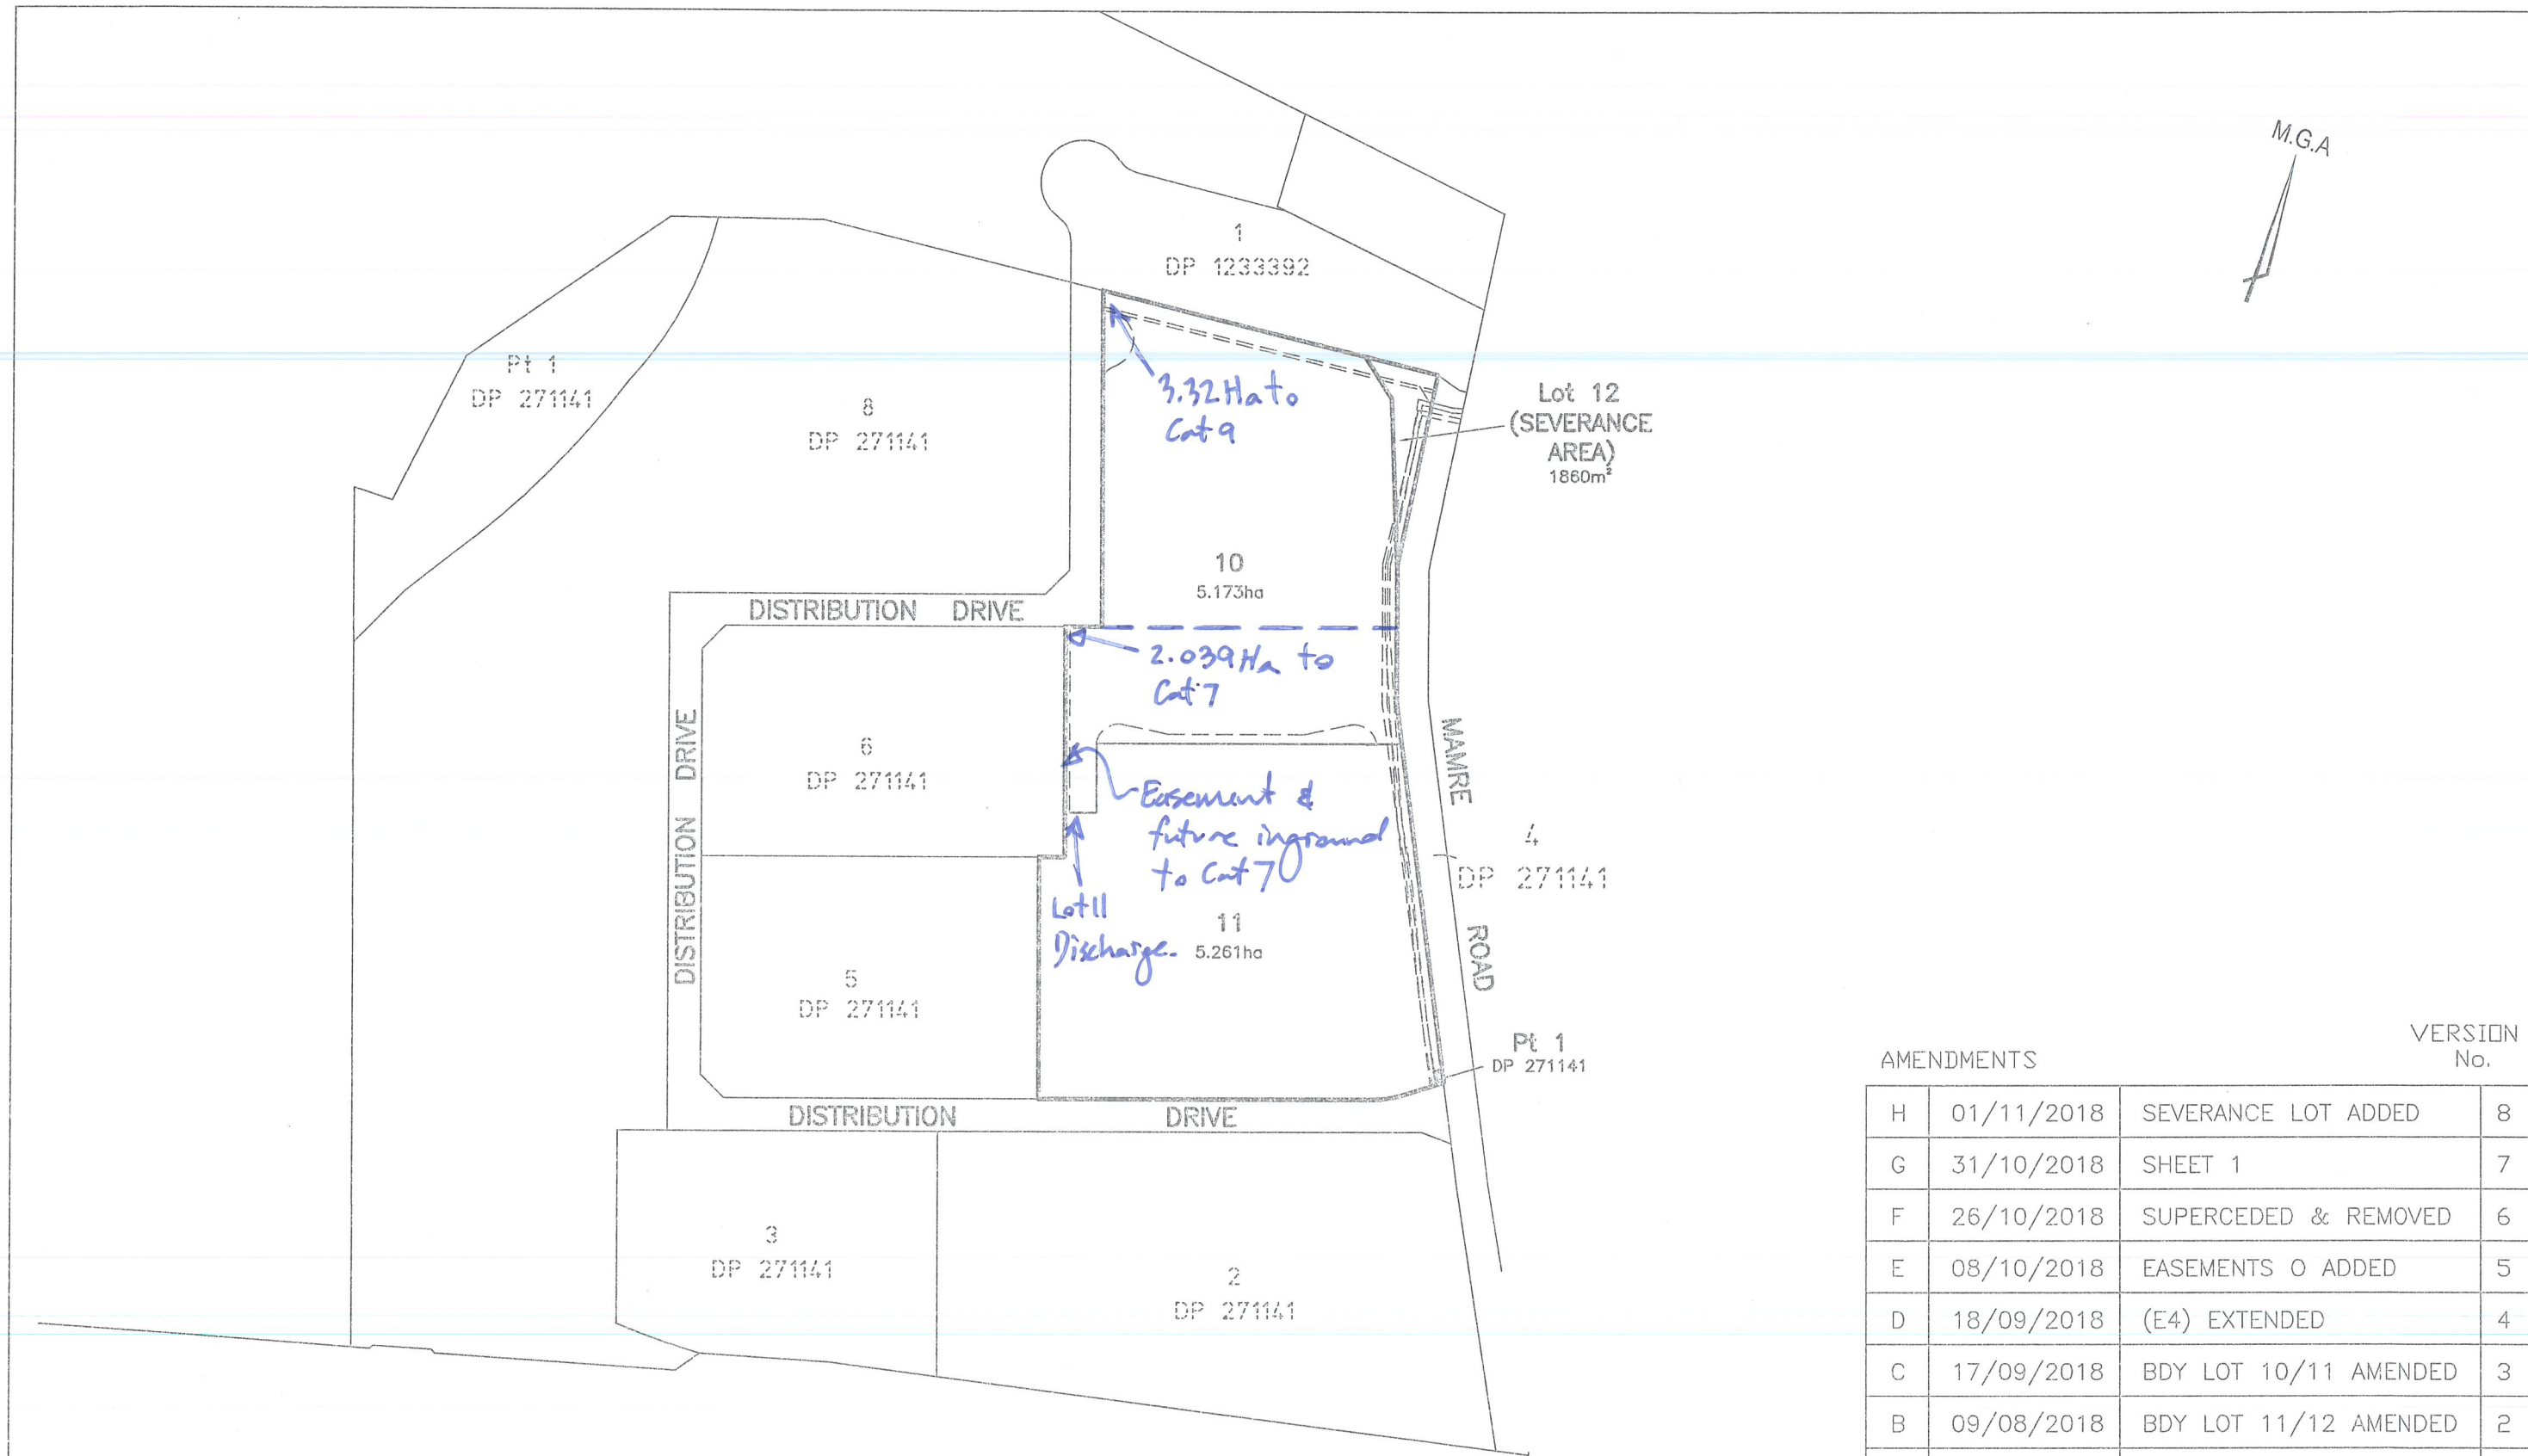 M.G.A
1
DP 1233392
Pt 1
DP 271141
8
DP 271141
3.32 Ha to
Cat 9
Lot 12
(SEVERANCE
AREA)
1860m²
10
5.173ha
DISTRIBUTION DRIVE
2.039 Ha to
Cat 7
DISTRIBUTION DRIVE
6
DP 271141
MAMRE ROAD
Easement &
future inground
to Cat 7
4
DP 271141
Lot 11
Discharge.
11
5.261ha
5
DP 271141
Pt 1
DP 271141
DISTRIBUTION DRIVE
3
DP 271141
2
DP 271141
AMENDMENTS VERSION No.
H 01/11/2018 SEVERANCE LOT ADDED 8
G 31/10/2018 SHEET 1 7
F 26/10/2018 SUPERCEDED & REMOVED 6
E 08/10/2018 EASEMENTS O ADDED 5
D 18/09/2018 (E4) EXTENDED 4
C 17/09/2018 BDY LOT 10/11 AMENDED 3
B 09/08/2018 BDY LOT 11/12 AMENDED 2